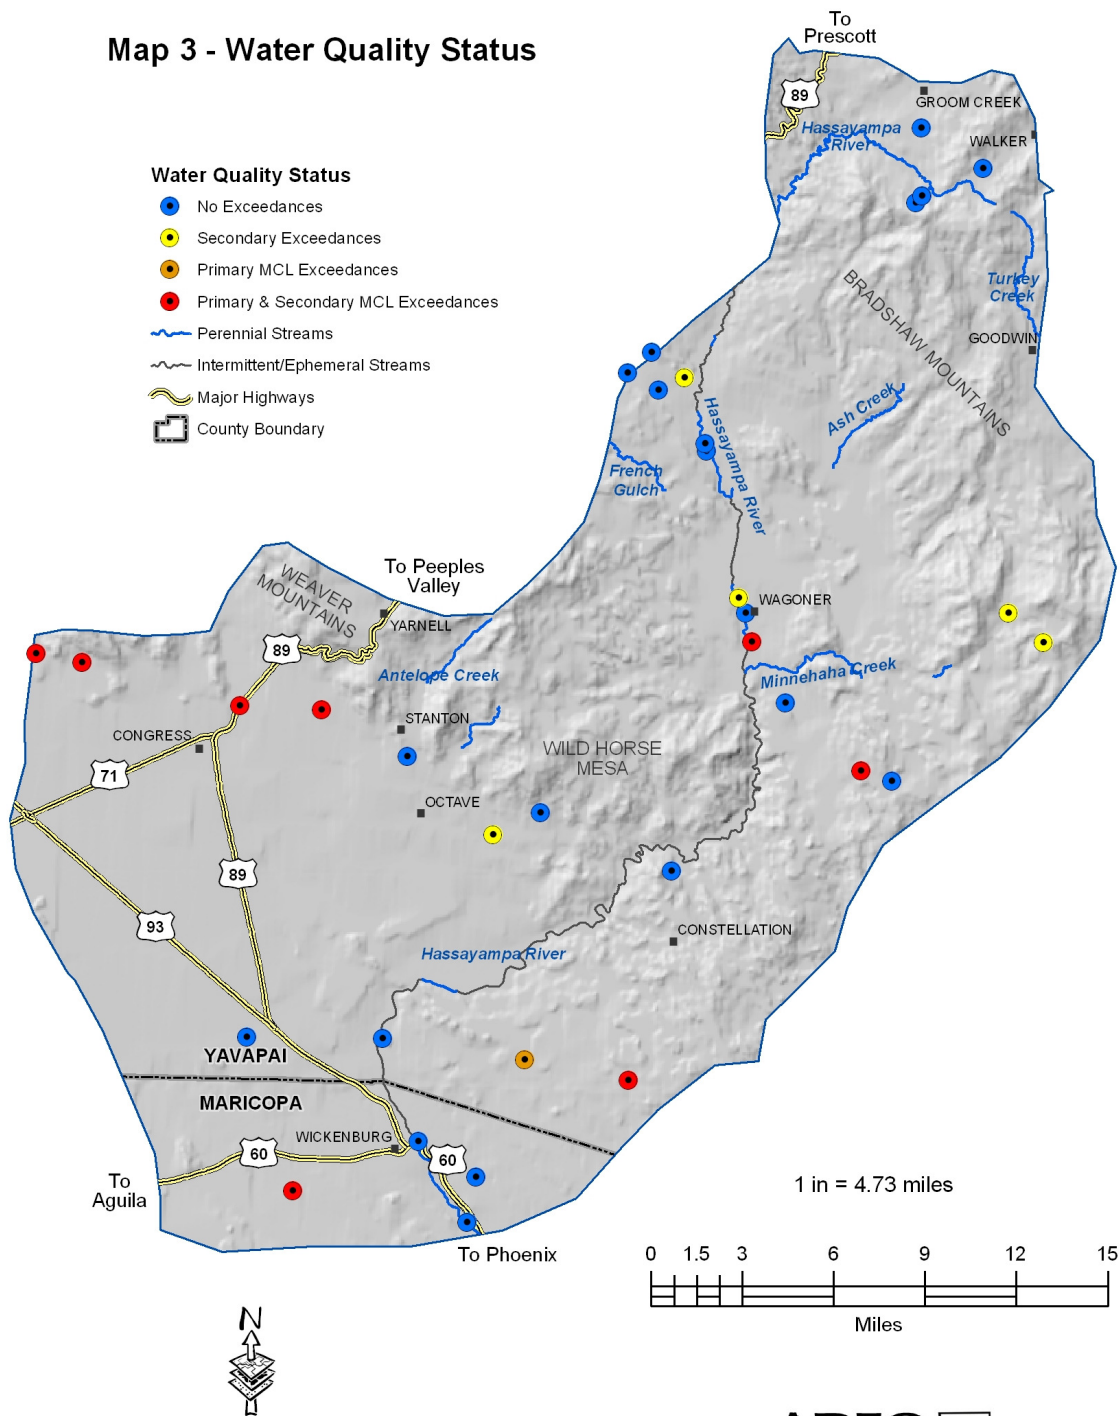 Map 3 - Water Quality Status
Water Quality Status
No Exceedances
Secondary Exceedances
Primary MCL Exceedances
Primary & Secondary MCL Exceedances
Perennial Streams
Intermittent/Ephemeral Streams
Major Highways
County Boundary
To
Prescott
89
GROOM CREEK
Hassayampa
River
WALKER
Turkey
Creek
BRADSHAW MOUNTAINS
GOODWIN
Ash Creek
Hassayampa River
French
Gulch
To Peeples
Valley
WEAVER
MOUNTAINS
YARNELL
89
WAGONER
Antelope Creek
Minnehaha Creek
STANTON
CONGRESS
WILD HORSE
MESA
71
OCTAVE
89
93
CONSTELLATION
Hassayampa River
YAVAPAI
MARICOPA
WICKENBURG
60
60
To
Aguila
To Phoenix
1 in = 4.73 miles
0 1.5 3 6 9 12 15
Miles
N